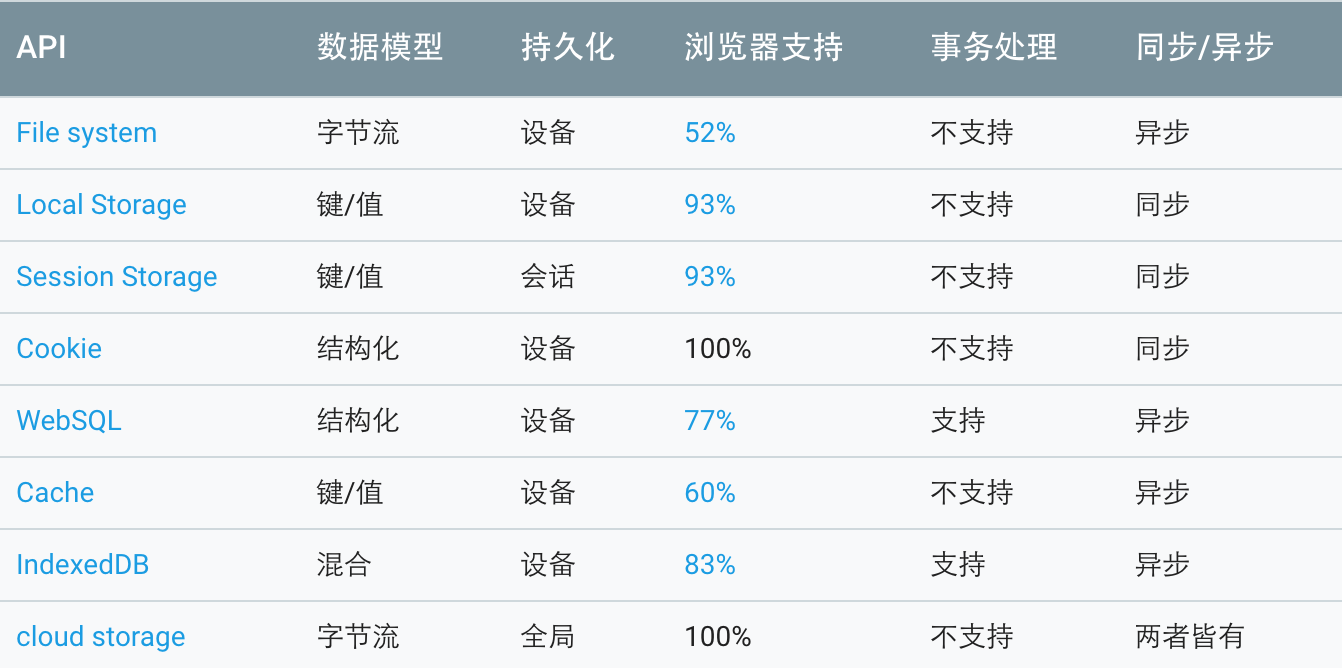 API 数据模型 持久化 浏览器支持 事务处理 同步/异步
File system 字节流 设备 52% 不支持 异步
Local Storage 键/值 设备 93% 不支持 同步
Session Storage 键/值 会话 93% 不支持 同步
Cookie 结构化 设备 100% 不支持 同步
WebSQL 结构化 设备 77% 支持 异步
Cache 键/值 设备 60% 不支持 异步
IndexedDB 混合 设备 83% 支持 异步
cloud storage 字节流 全局 100% 不支持 两者皆有